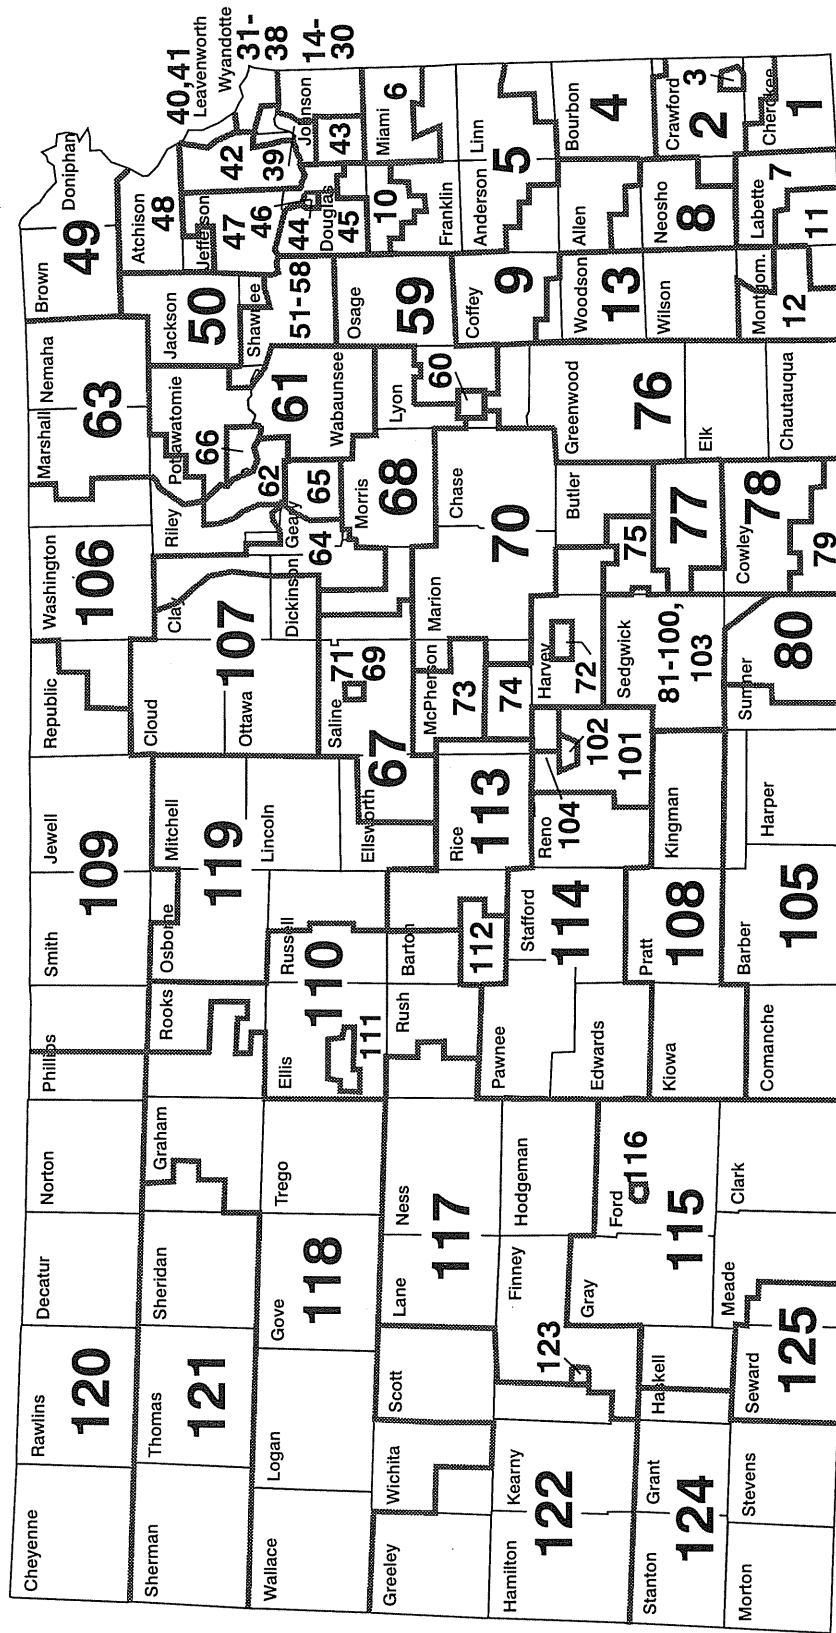 Cheyenne
Rawlins
120
Decatur
Norton
Phillips
Smith
Jewell
109
Republic
Washington
106
Marshall
Nemaha
63
Brown
49
Doniphan
Sherman
Thomas
121
Sheridan
Graham
Rooks
Osborne
Mitchell
119
Cloud
107
Clay
Riley
Pottawatomie
66
Jackson
50
Atchison
48
Jefferson
47
42
40,41
Leavenworth
Wyandotte
31-
38
14-
30
Wallace
Logan
Gove
118
Trego
Ellis
110
111
Russell
Lincoln
Ottawa
Dickinson
Geary
62
64
65
61
Wabaunsee
Shawnee
51-58
46
44
Douglas
45
39
Johnson
43
Greeley
Wichita
Scott
Lane
117
Ness
Rush
Barton
112
Ellsworth
67
Saline
71
69
Morris
68
Lyon
60
Osage
59
10
Franklin
Miami
6
Hamilton
122
Kearny
Finney
123
Hodgeman
Pawnee
Edwards
Stafford
114
Rice
113
McPherson
73
74
Marion
70
Chase
Coffey
9
Anderson
5
Linn
Stanton
124
Grant
Haskell
Gray
Ford
116
115
Kiowa
Pratt
108
Reno
104
102
101
Harvey
72
Sedgwick
81-100,
103
Butler
75
77
Greenwood
76
Woodson
13
Allen
Bourbon
4
Morton
Stevens
Seward
125
Meade
Clark
Comanche
Barber
105
Kingman
Harper
Sumner
80
Cowley
78
79
Elk
Chautauqua
Wilson
Montgom.
12
Neosho
8
Labette
7
11
Crawford
2
3
Cherokee
1